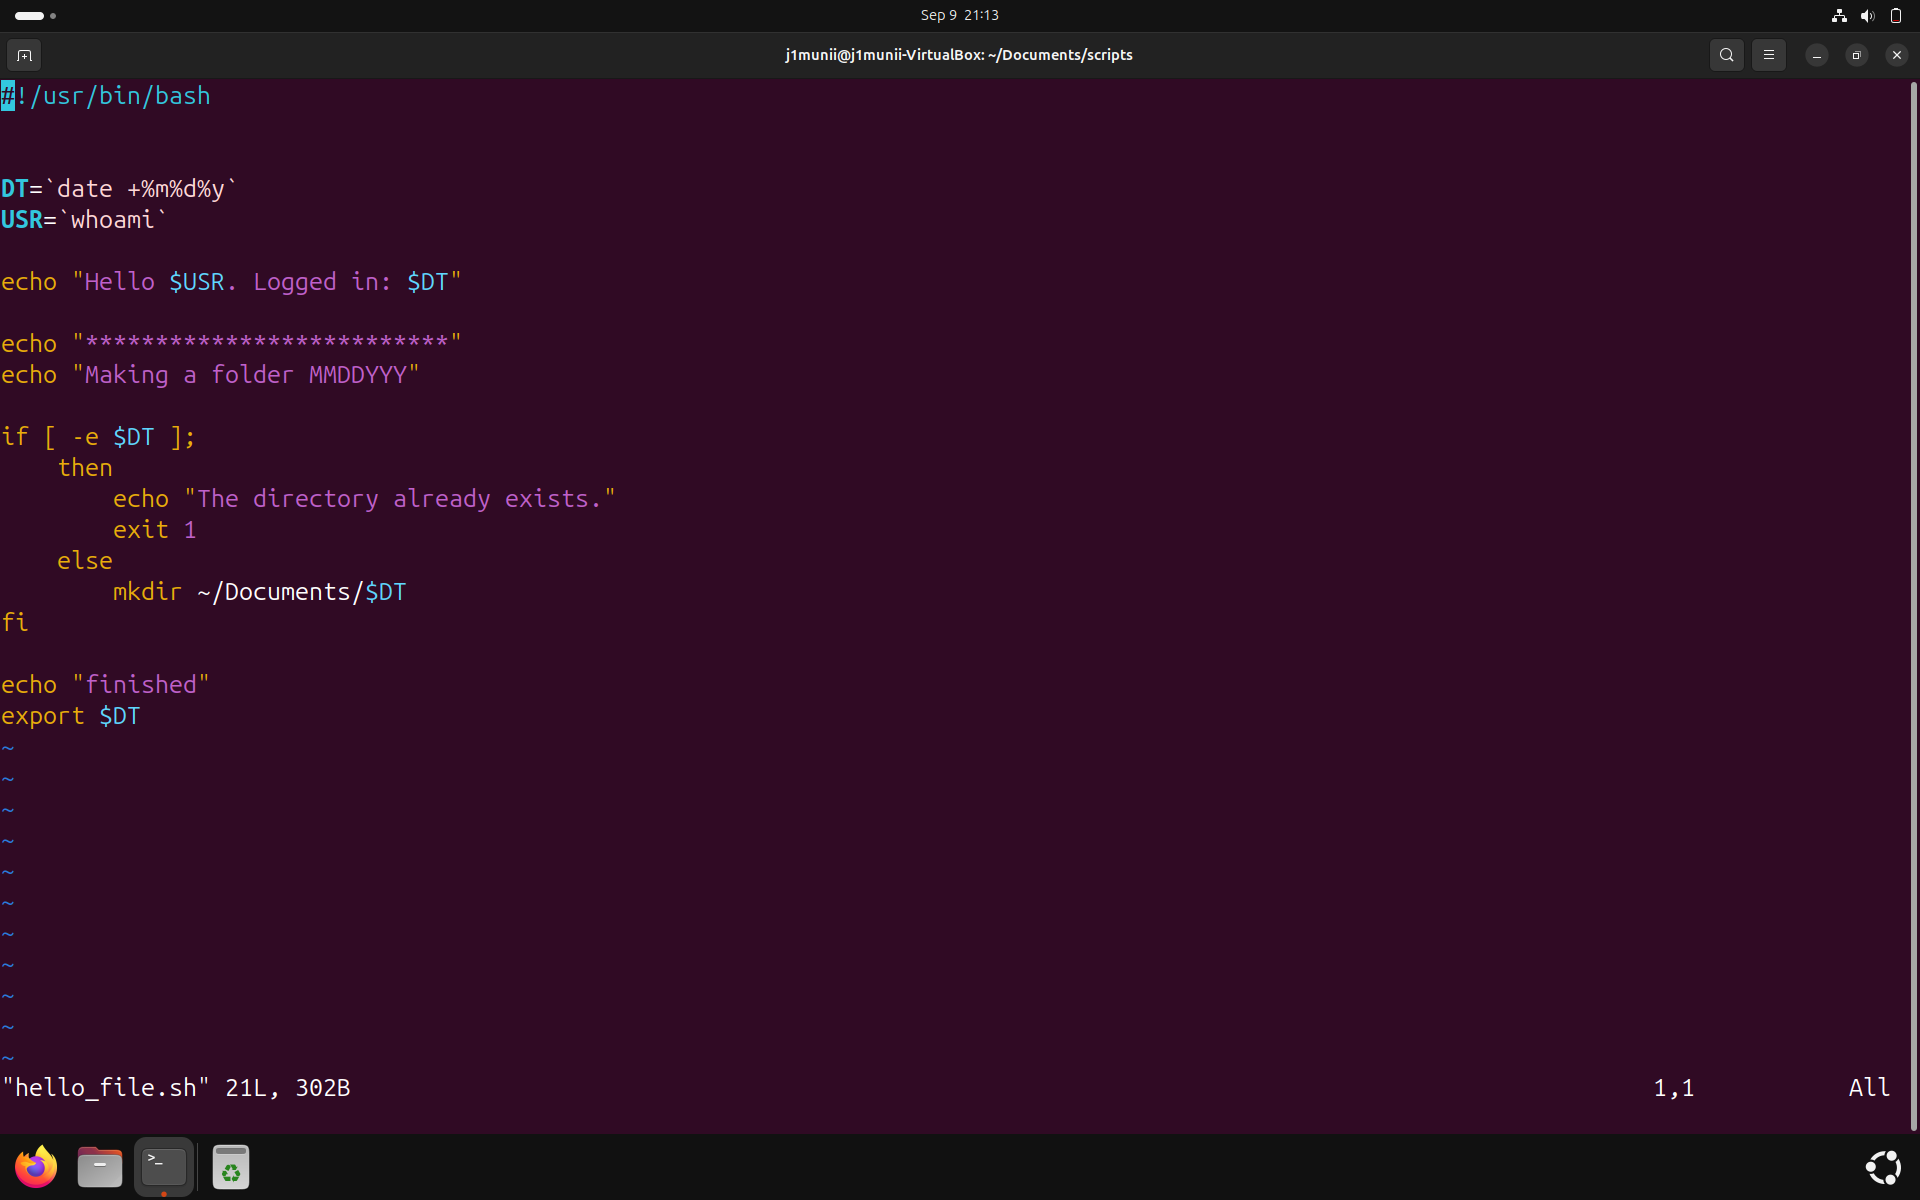 Sep 9 21:13
j1munii@j1munii-VirtualBox: ~/Documents/scripts
#!/usr/bin/bash
DT=`date +%m%d%y`
USR=`whoami`
echo "Hello $USR. Logged in: $DT"
echo "**************************"
echo "Making a folder MMDDYYY"
if [ -e $DT ];
    then
        echo "The directory already exists."
        exit 1
    else
        mkdir ~/Documents/$DT
fi
echo "finished"
export $DT
~
~
~
~
~
~
~
~
~
~
~
"hello_file.sh" 21L, 302B 1,1 All
>_